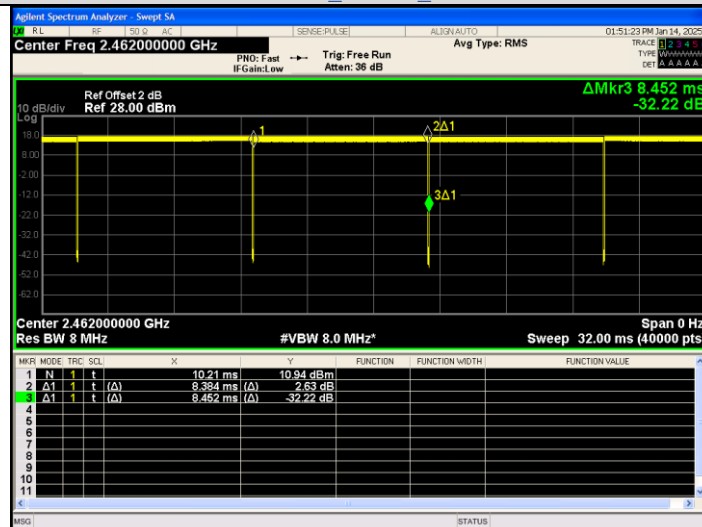 Agilent Spectrum Analyzer - Swept SA
RL RF 50 Ω AC SENSE:PULSE ALIGN AUTO 01:51:23 PM Jan 14, 2025
Center Freq 2.462000000 GHz Avg Type: RMS TRACE 1 2 3 4 5
PNO: Fast Trig: Free Run TYPE
IFGain:Low Atten: 36 dB DET A A A A A
ΔMkr3 8.452 ms
-32.22 dB
Ref Offset 2 dB
10 dB/div Ref 28.00 dBm
Log
1 2Δ1
18.0
8.00
-2.00
-12.0
3Δ1
-22.0
-32.0
-42.0
-52.0
-62.0
Center 2.462000000 GHz Span 0 Hz
Res BW 8 MHz #VBW 8.0 MHz* Sweep 32.00 ms (40000 pts
MKR MODE TRC SCL X Y FUNCTION FUNCTION WIDTH FUNCTION VALUE
1 N 1 t 10.21 ms 10.94 dBm
2 Δ1 1 t (Δ) 8.384 ms (Δ) 2.63 dB
3 Δ1 1 t (Δ) 8.452 ms (Δ) -32.22 dB
4
5
6
7
8
9
10
11
MSG STATUS